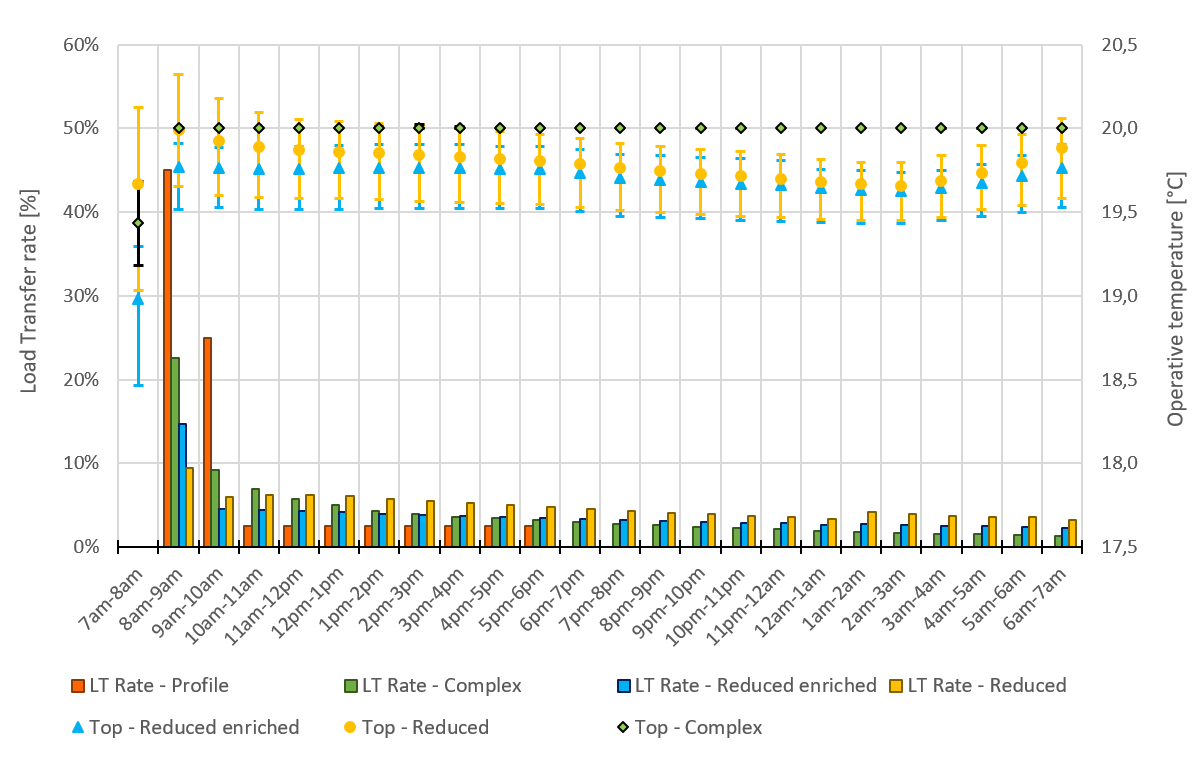 60%
50%
40%
30%
20%
10%
0%
Load Transfer rate [%]
20,5
20,0
19,5
19,0
18,5
18,0
17,5
Operative temperature [°C]
7am-8am
8am-9am
9am-10am
10am-11am
11am-12pm
12pm-1pm
1pm-2pm
2pm-3pm
3pm-4pm
4pm-5pm
5pm-6pm
6pm-7pm
7pm-8pm
8pm-9pm
9pm-10pm
10pm-11pm
11pm-12am
12am-1am
1am-2am
2am-3am
3am-4am
4am-5am
5am-6am
6am-7am
LT Rate - Profile
LT Rate - Complex
LT Rate - Reduced enriched
LT Rate - Reduced
Top - Reduced enriched
Top - Reduced
Top - Complex